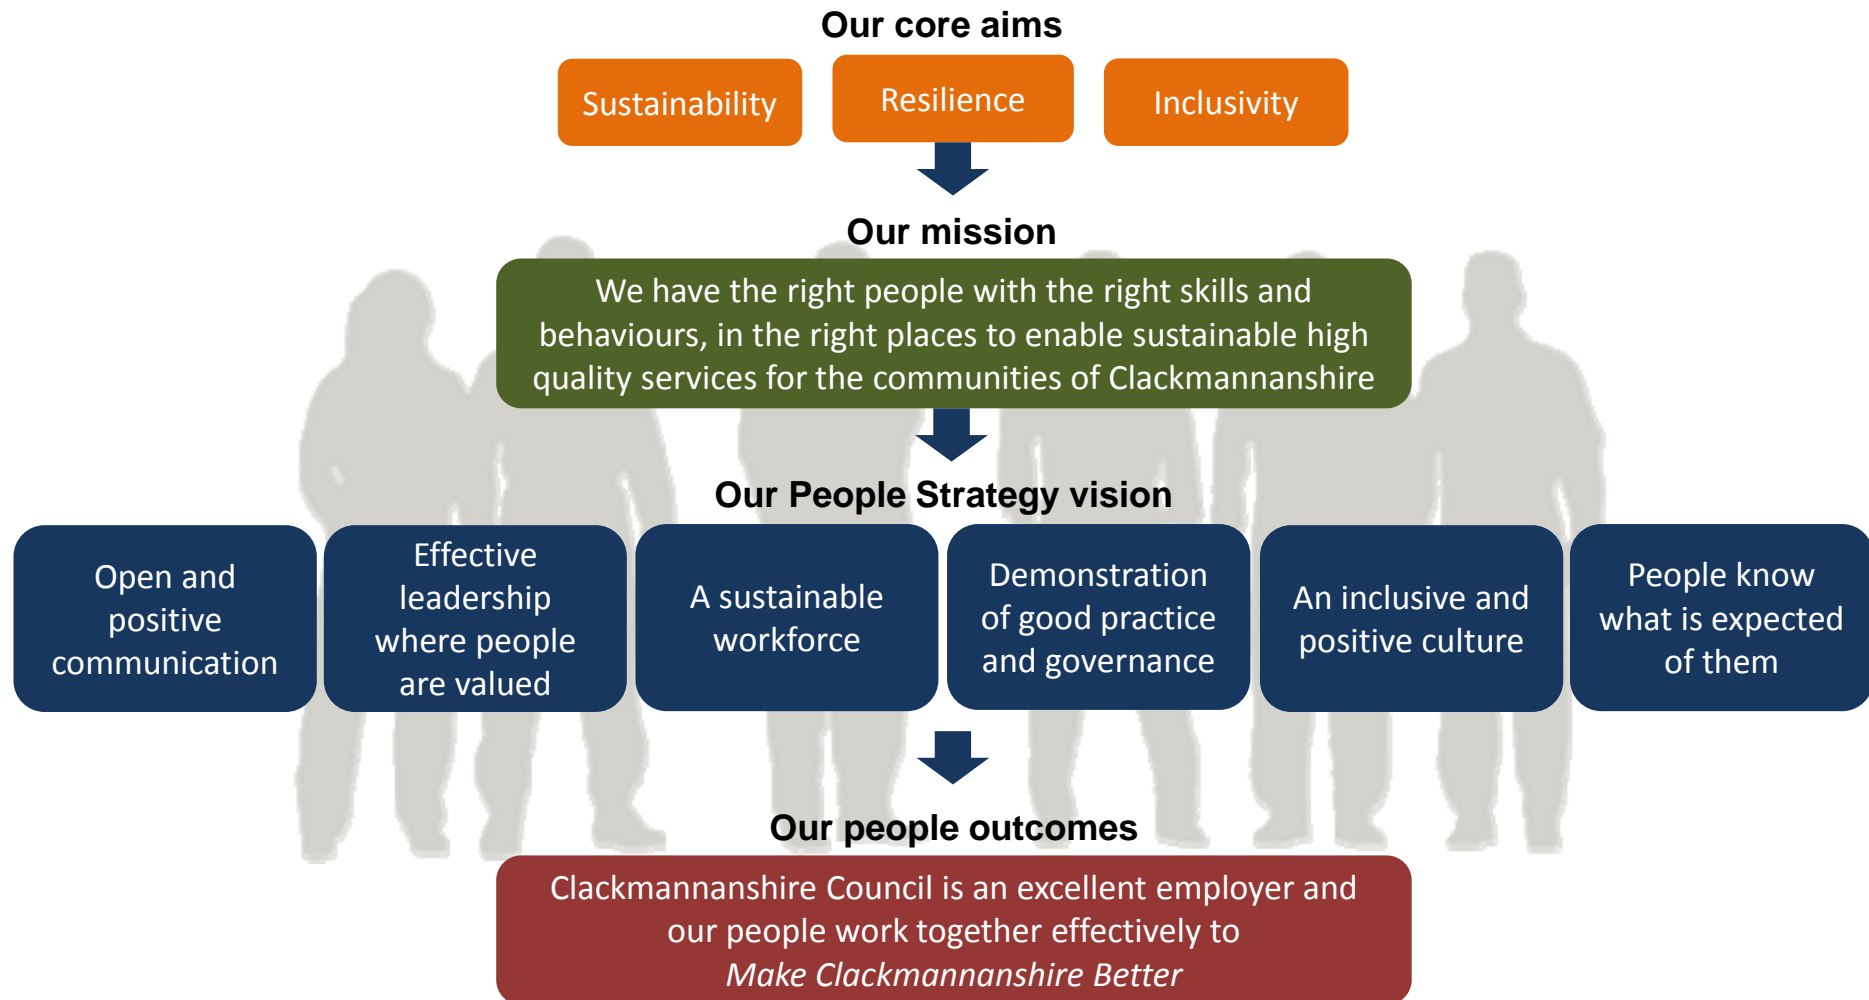 Our core aims
Sustainability
Resilience
Inclusivity
Our mission
We have the right people with the right skills and
behaviours, in the right places to enable sustainable high
quality services for the communities of Clackmannanshire
Our People Strategy vision
Open and
positive
communication
Effective
leadership
where people
are valued
A sustainable
workforce
Demonstration
of good practice
and governance
An inclusive and
positive culture
People know
what is expected
of them
Our people outcomes
Clackmannanshire Council is an excellent employer and
our people work together effectively to
Make Clackmannanshire Better